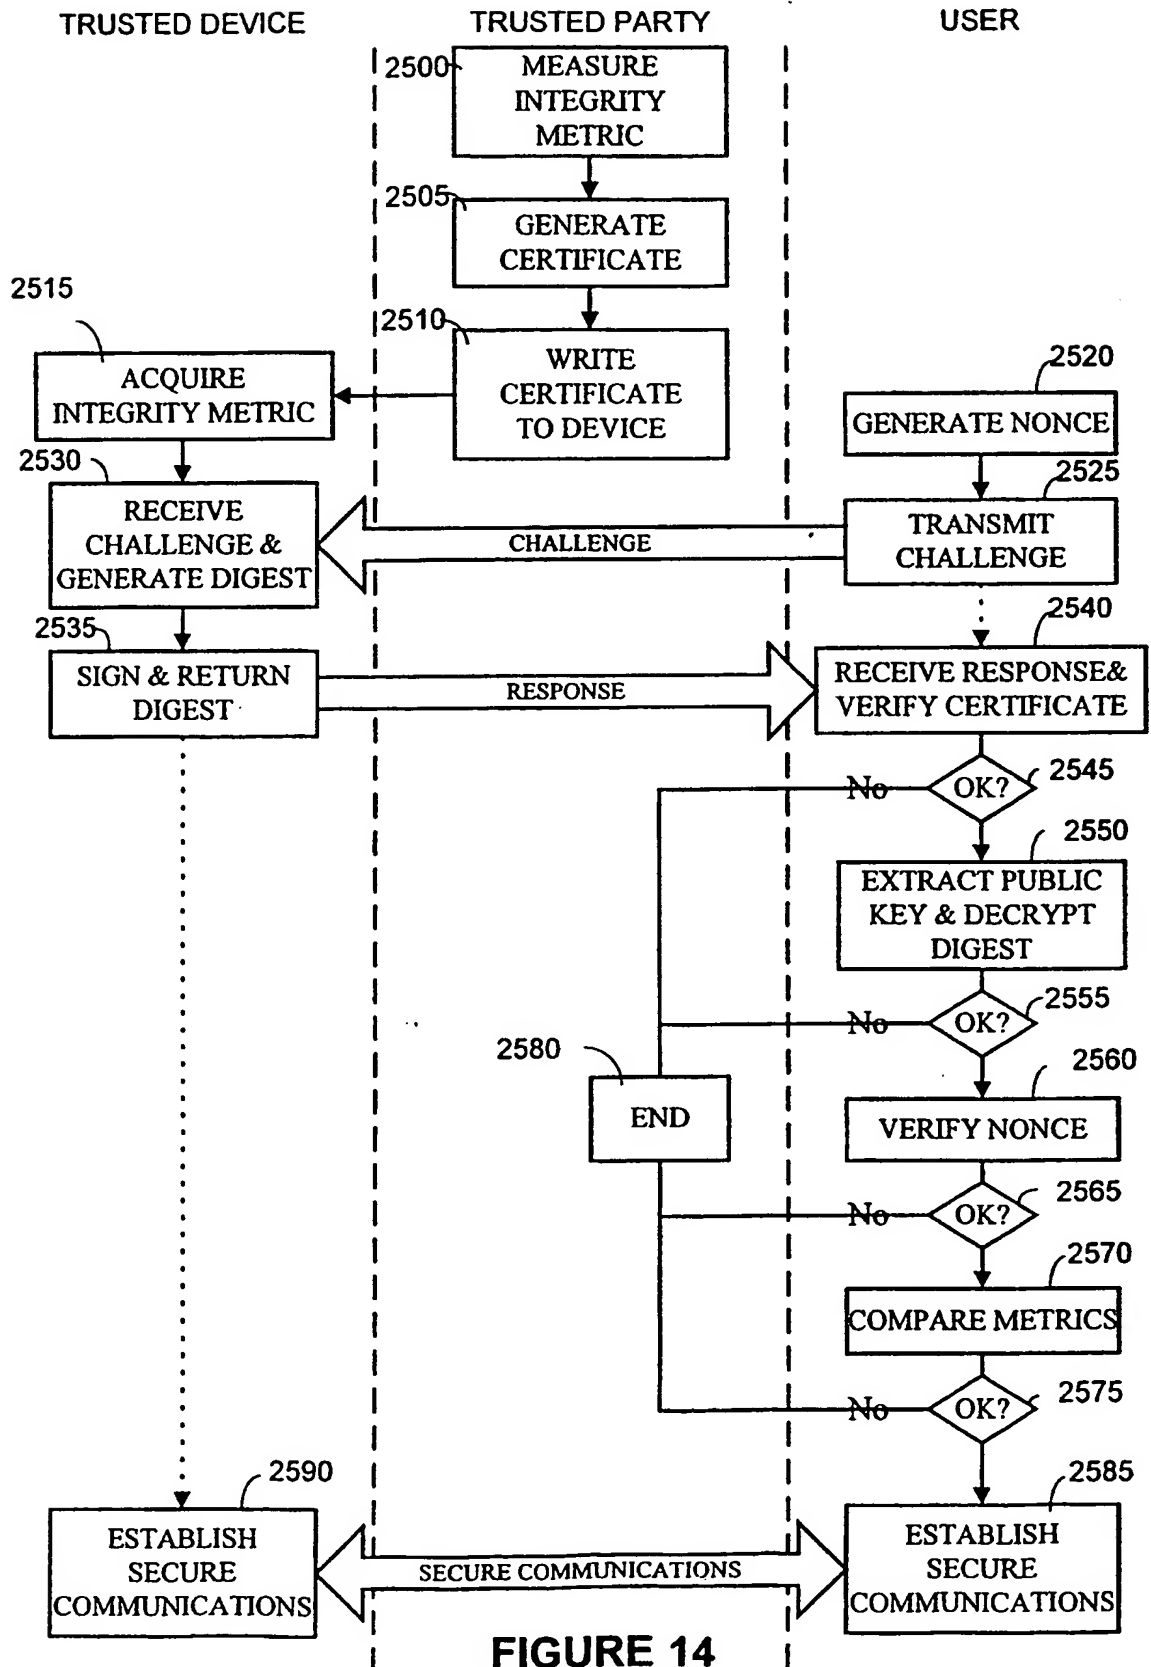 TRUSTED DEVICE
TRUSTED PARTY
USER
2500
MEASURE
INTEGRITY
METRIC
2505
GENERATE
CERTIFICATE
2510
WRITE
CERTIFICATE
TO DEVICE
2515
ACQUIRE
INTEGRITY METRIC
2520
GENERATE NONCE
2525
TRANSMIT
CHALLENGE
CHALLENGE
2530
RECEIVE
CHALLENGE &
GENERATE DIGEST
2535
SIGN & RETURN
DIGEST
RESPONSE
2540
RECEIVE RESPONSE&
VERIFY CERTIFICATE
2545
OK?
No
2550
EXTRACT PUBLIC
KEY & DECRYPT
DIGEST
2555
OK?
No
2580
END
2560
VERIFY NONCE
2565
OK?
No
2570
COMPARE METRICS
2575
OK?
No
2590
ESTABLISH
SECURE
COMMUNICATIONS
SECURE COMMUNICATIONS
2585
ESTABLISH
SECURE
COMMUNICATIONS
FIGURE 14